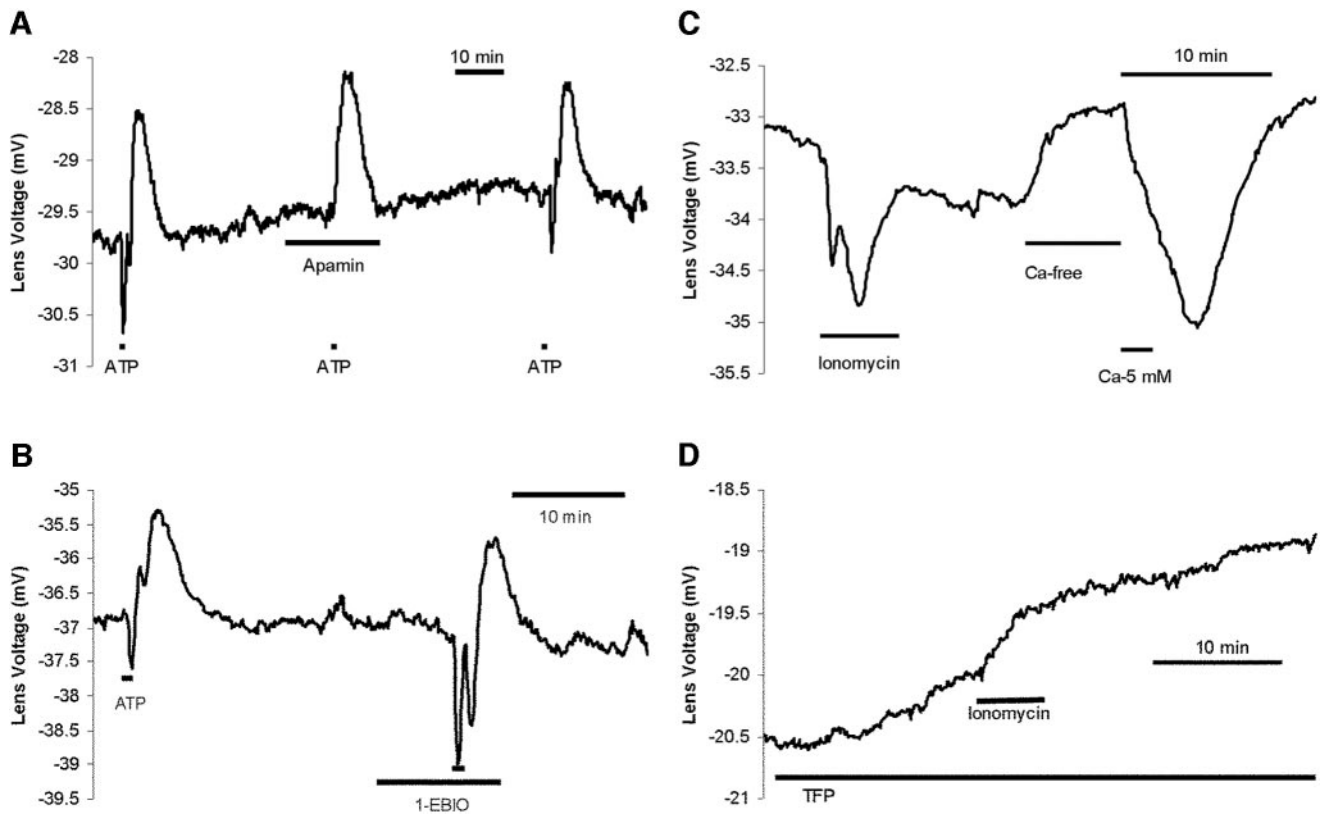 A
Lens Voltage (mV)
-28
-28.5
-29
-29.5
-30
-30.5
-31
10 min
Apamin
ATP
ATP
ATP
B
Lens Voltage (mV)
-35
-35.5
-36
-36.5
-37
-37.5
-38
-38.5
-39
-39.5
10 min
ATP
1-EBIO
C
Lens Voltage (mV)
-32.5
-33
-33.5
-34
-34.5
-35
-35.5
10 min
Ca-free
Ionomycin
Ca-5 mM
D
Lens Voltage (mV)
-18.5
-19
-19.5
-20
-20.5
-21
10 min
Ionomycin
TFP